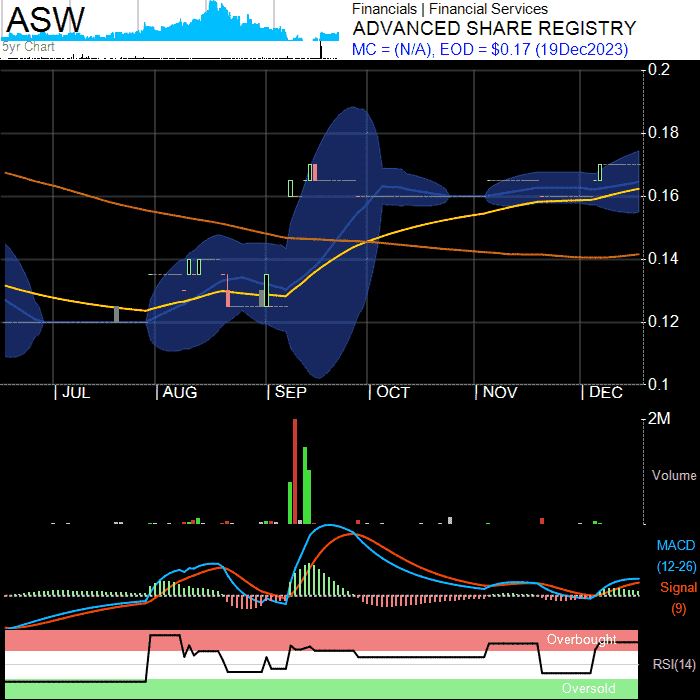 ASW
5yr Chart
Financials | Financial Services
ADVANCED SHARE REGISTRY
MC = (N/A), EOD = $0.17 (19Dec2023)
0.2
0.18
0.16
0.14
0.12
0.1
| JUL | AUG | SEP | OCT | NOV | DEC
2M
Volume
MACD
(12-26)
Signal
(9)
Overbought
RSI(14)
Oversold